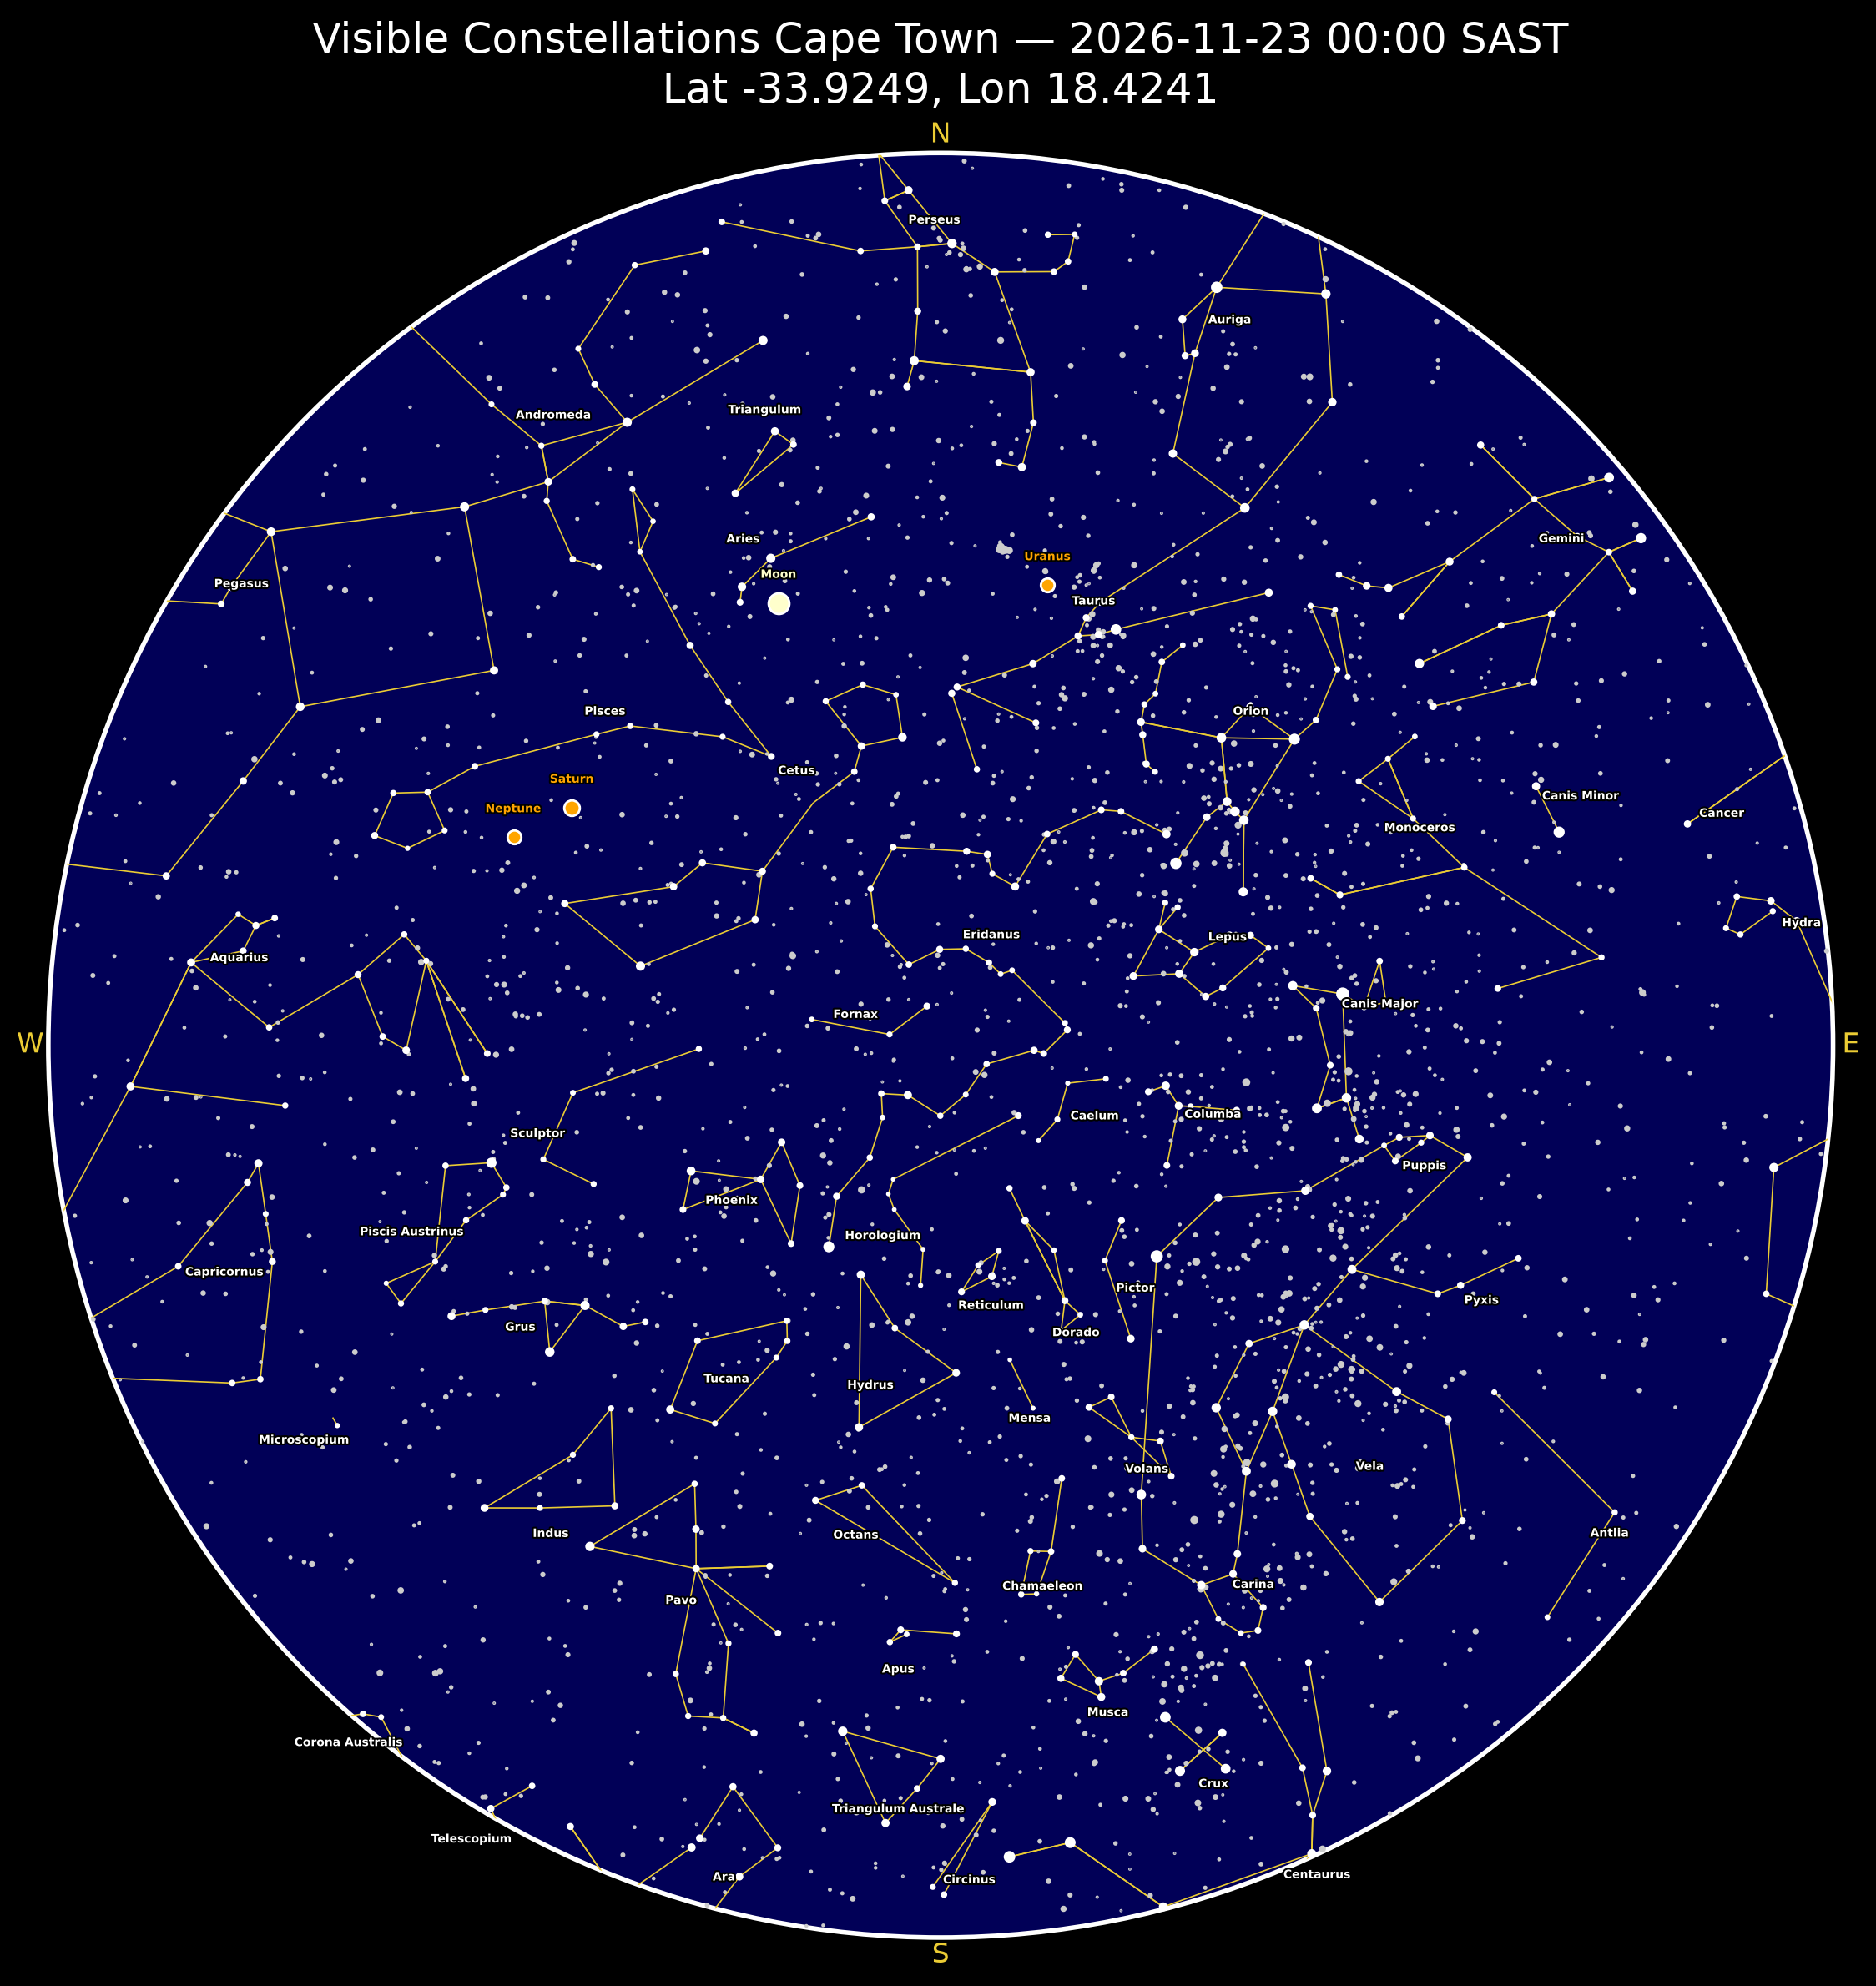 Visible Constellations Cape Town — 2026-11-23 00:00 SAST
Lat -33.9249, Lon 18.4241
N
Perseus
Auriga
Triangulum
Andromeda
Aries
Gemini
Uranus
Moon
Pegasus
Taurus
Pisces
Orion
Cetus
Saturn
Canis Minor
Neptune
Cancer
Monoceros
Hydra
Eridanus
Lepus
Aquarius
Canis Major
Fornax
W
E
Columba
Caelum
Sculptor
Puppis
Phoenix
Piscis Austrinus
Horologium
Capricornus
Pictor
Pyxis
Reticulum
Grus
Dorado
Tucana
Hydrus
Mensa
Microscopium
Vela
Volans
Indus
Octans
Antlia
Carina
Chamaeleon
Pavo
Apus
Musca
Corona Australis
Crux
Triangulum Australe
Telescopium
Centaurus
Ara
Circinus
S